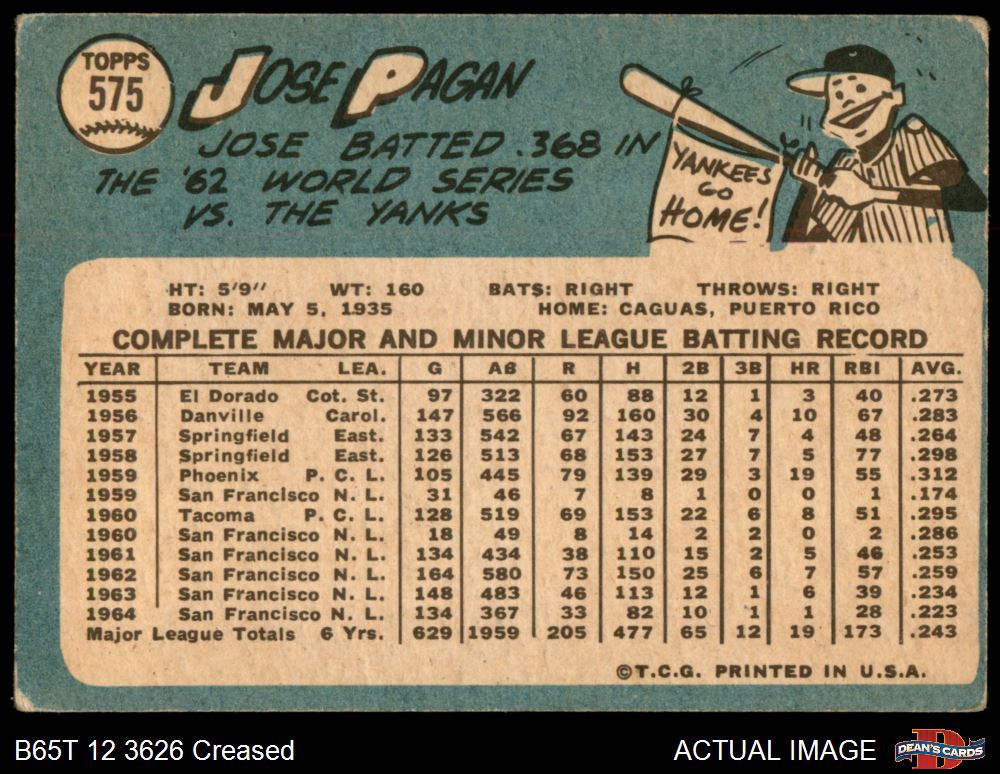 TOPPS
575
JOSE PAGAN
JOSE BATTED .368 IN
THE '62 WORLD SERIES
VS. THE YANKS
YANKEES
GO
HOME!
HT: 5'9" WT: 160 BATS: RIGHT THROWS: RIGHT
BORN: MAY 5, 1935 HOME: CAGUAS, PUERTO RICO
COMPLETE MAJOR AND MINOR LEAGUE BATTING RECORD
YEAR TEAM LEA. G AB R H 2B 3B HR RBI AVG.
1955 El Dorado Cot. St. 97 322 60 88 12 1 3 40 .273
1956 Danville Carol. 147 566 92 160 30 4 10 67 .283
1957 Springfield East. 133 542 67 143 24 7 4 48 .264
1958 Springfield East. 126 513 68 153 27 7 5 77 .298
1959 Phoenix P. C. L. 105 445 79 139 29 3 19 55 .312
1959 San Francisco N. L. 31 46 7 8 1 0 0 1 .174
1960 Tacoma P. C. L. 128 519 69 153 22 6 8 51 .295
1960 San Francisco N. L. 18 49 8 14 2 2 0 2 .286
1961 San Francisco N. L. 134 434 38 110 15 2 5 46 .253
1962 San Francisco N. L. 164 580 73 150 25 6 7 57 .259
1963 San Francisco N. L. 148 483 46 113 12 1 6 39 .234
1964 San Francisco N. L. 134 367 33 82 10 1 1 28 .223
Major League Totals 6 Yrs. 629 1959 205 477 65 12 19 173 .243
©T.C.G. PRINTED IN U.S.A.
B65T 12 3626 Creased ACTUAL IMAGE DEAN'S CARDS